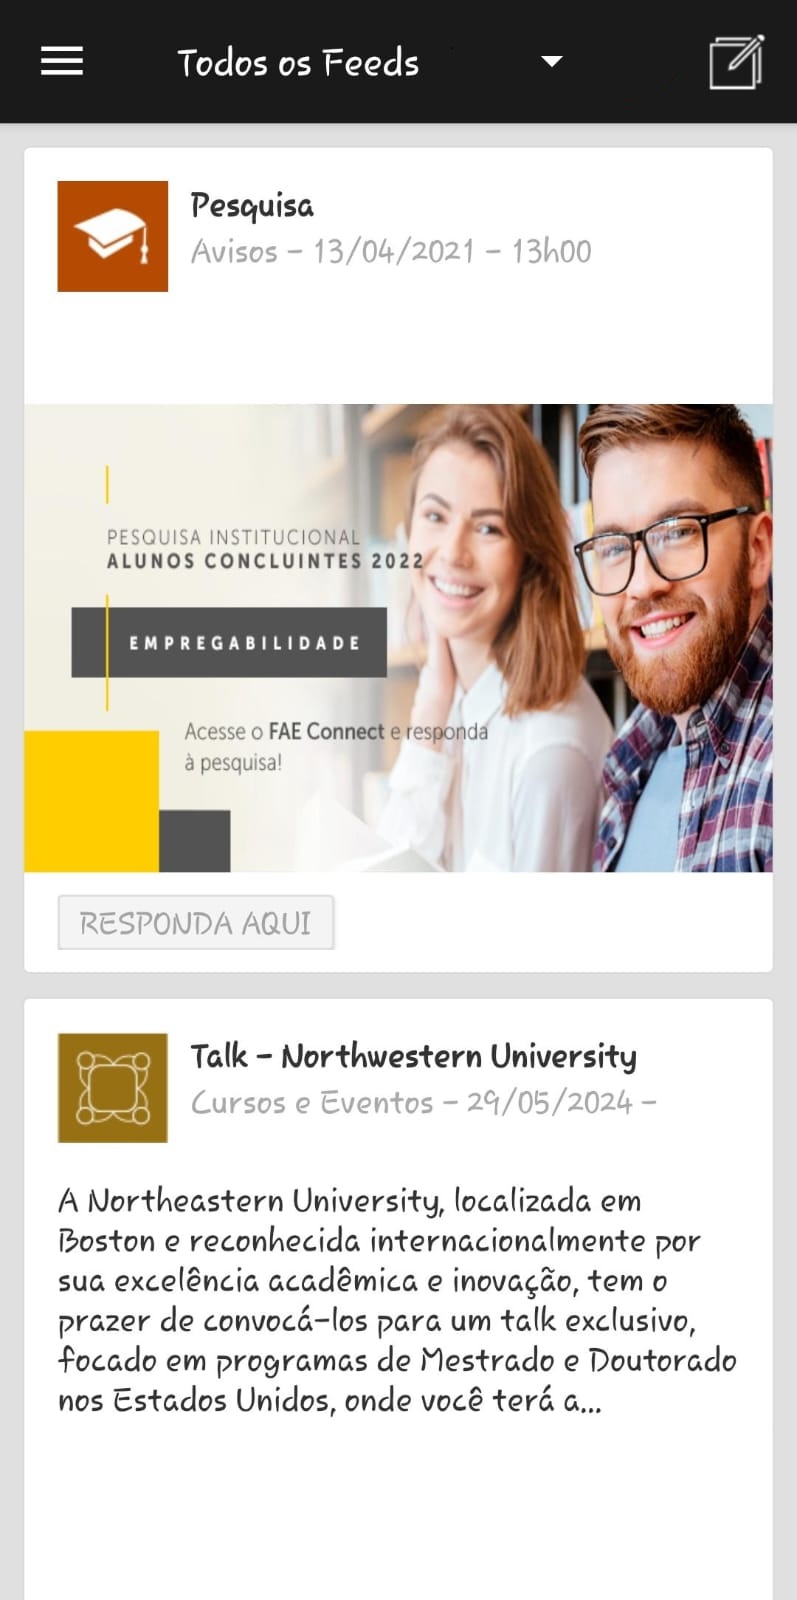 Todos os Feeds
Pesquisa
Avisos - 13/04/2021 - 13h00
PESQUISA INSTITUCIONAL
ALUNOS CONCLUINTES 2022
EMPREGABILIDADE
Acesse o FAE Connect e responda
à pesquisa!
RESPONDA AQUI
Talk - Northwestern University
Cursos e Eventos - 29/05/2024 -
A Northeastern University, localizada em
Boston e reconhecida internacionalmente por
sua excelência acadêmica e inovação, tem o
prazer de convocá-los para um talk exclusivo,
focado em programas de Mestrado e Doutorado
nos Estados Unidos, onde você terá a...